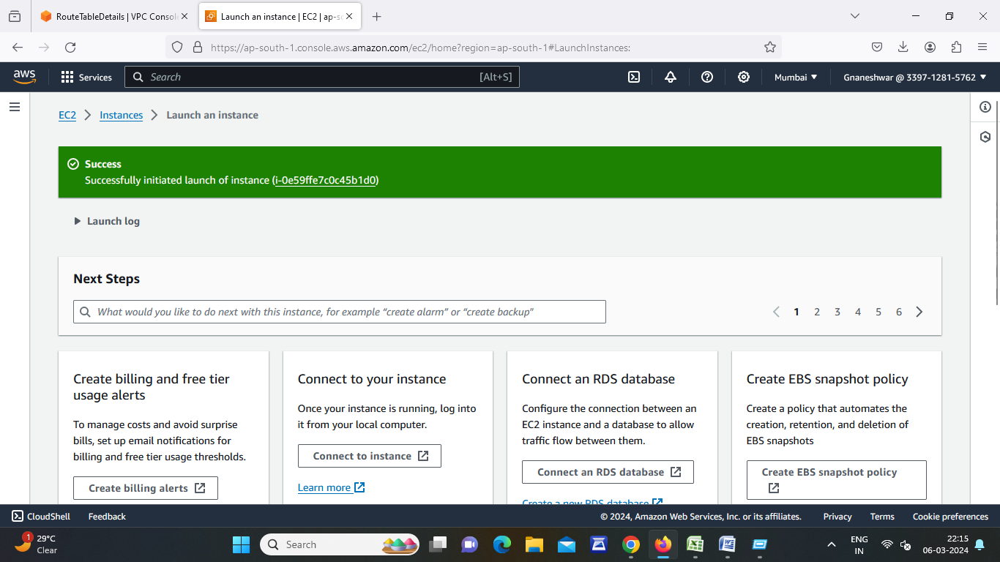 RouteTableDetails | VPC Consol
Launch an instance | EC2 | ap-s
https://ap-south-1.console.aws.amazon.com/ec2/home?region=ap-south-1#LaunchInstances:
aws
Services
Search
[Alt+S]
Mumbai
Gnaneshwar @ 3397-1281-5762
EC2
Instances
Launch an instance
Success
Successfully initiated launch of instance (i-0e59ffe7c0c45b1d0)
Launch log
Next Steps
What would you like to do next with this instance, for example “create alarm” or “create backup”
1 2 3 4 5 6
Create billing and free tier
usage alerts
To manage costs and avoid surprise
bills, set up email notifications for
billing and free tier usage thresholds.
Create billing alerts
Connect to your instance
Once your instance is running, log into
it from your local computer.
Connect to instance
Learn more
Connect an RDS database
Configure the connection between an
EC2 instance and a database to allow
traffic flow between them.
Connect an RDS database
Create a new RDS database
Create EBS snapshot policy
Create a policy that automates the
creation, retention, and deletion of
EBS snapshots
Create EBS snapshot policy
CloudShell
Feedback
© 2024, Amazon Web Services, Inc. or its affiliates.
Privacy
Terms
Cookie preferences
1
29°C
Clear
Search
ENG
IN
22:15
06-03-2024